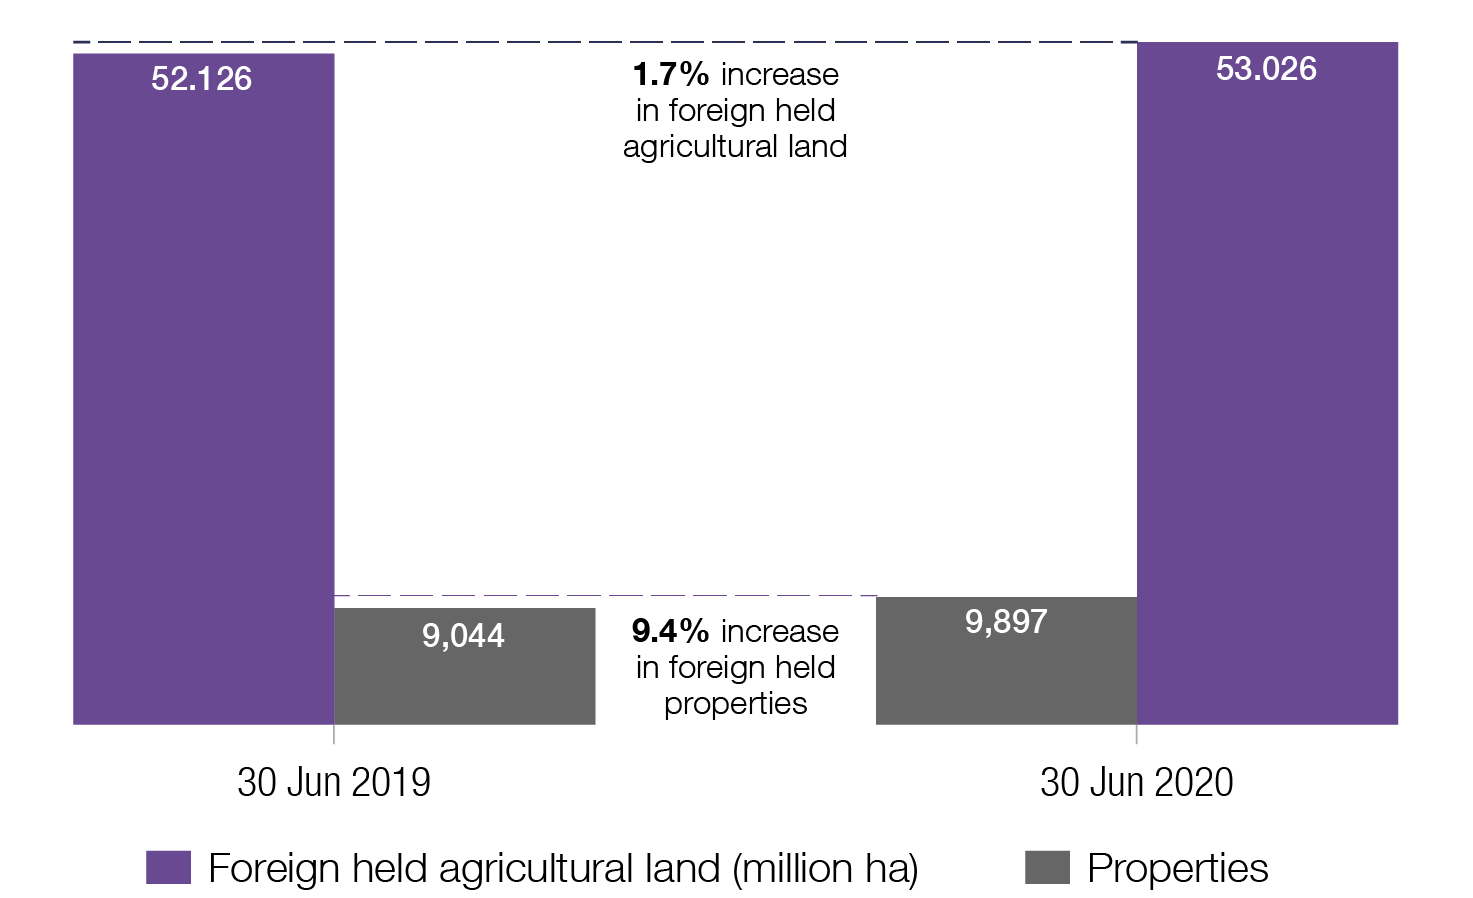 52.126
1.7% increase
in foreign held
agricultural land
53.026
9,044
9.4% increase
in foreign held
properties
9,897
30 Jun 2019
30 Jun 2020
Foreign held agricultural land (million ha)
Properties